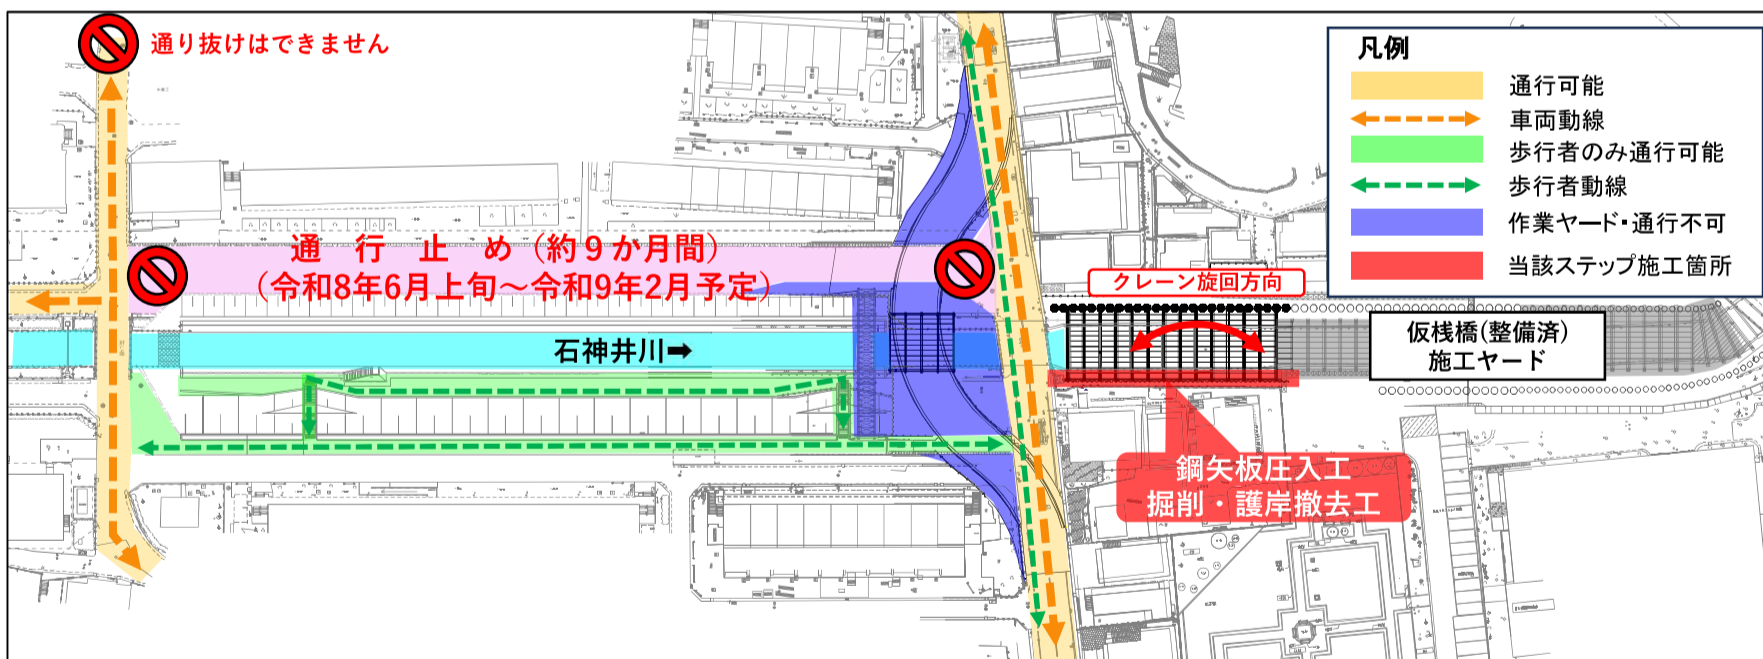 通り抜けはできません
凡例
通行可能
車両動線
歩行者のみ通行可能
歩行者動線
作業ヤード・通行不可
当該ステップ施工箇所
通行止め（約９か月間）
（令和8年6月上旬～令和9年2月予定）
クレーン旋回方向
石神井川➡
仮桟橋(整備済)
施工ヤード
鋼矢板圧入工
掘削・護岸撤去工